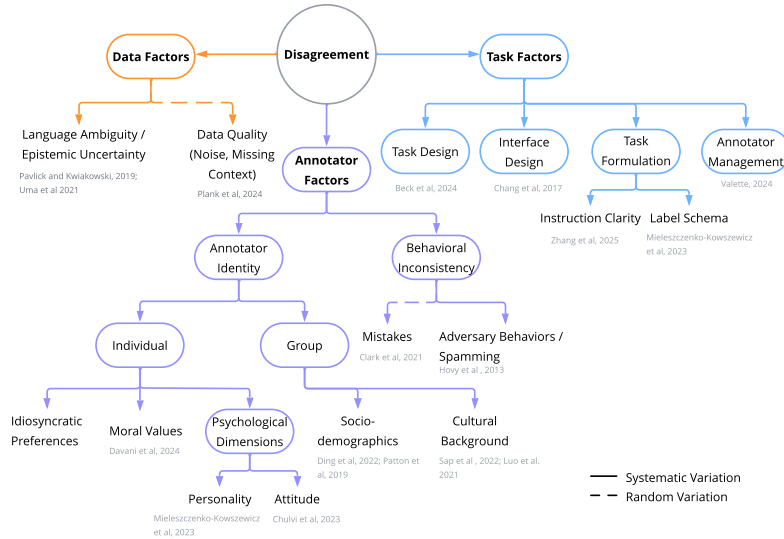 Disagreement
Data Factors
Task Factors
Annotator
Factors
Language Ambiguity /
Epistemic Uncertainty
Pavlick and Kwiakowski, 2019;
Uma et al 2021
Data Quality
(Noise, Missing
Context)
Plank et al, 2024
Task Design
Beck et al, 2024
Interface
Design
Chang et al, 2017
Task
Formulation
Annotator
Management
Valette, 2024
Instruction Clarity
Zhang et al, 2025
Label Schema
Mieleszczenko-Kowszewicz
et al, 2023
Annotator
Identity
Behavioral
Inconsistency
Individual
Group
Mistakes
Clark et al, 2021
Adversary Behaviors /
Spamming
Hovy et al , 2013
Idiosyncratic
Preferences
Moral Values
Davani et al, 2024
Psychological
Dimensions
Socio-
demographics
Ding et al, 2022; Patton et
al, 2019
Cultural
Background
Sap et al , 2022; Luo et al.
2021
Personality
Mieleszczenko-Kowszewicz
et al, 2023
Attitude
Chulvi et al, 2023
Systematic Variation
Random Variation